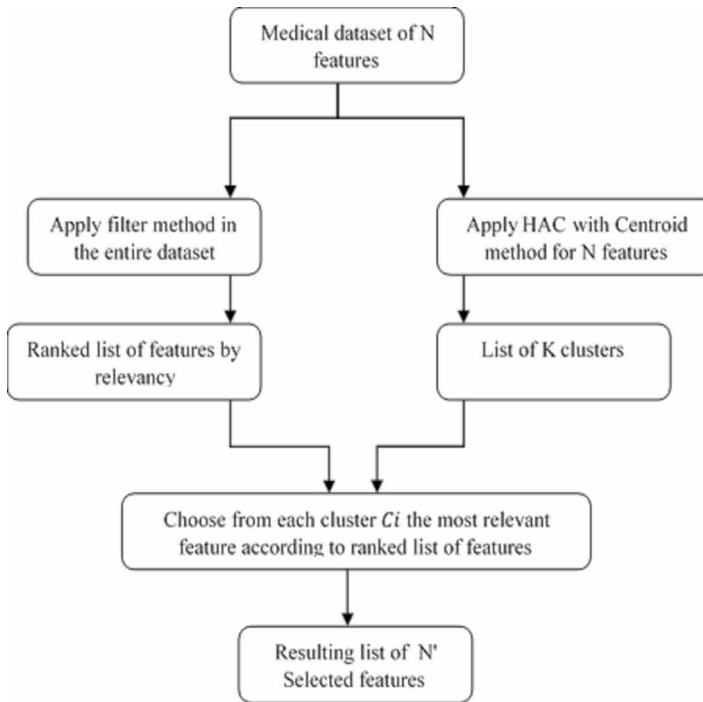 Medical dataset of N
features
Apply filter method in
the entire dataset
Apply HAC with Centroid
method for N features
Ranked list of features by
relevancy
List of K clusters
Choose from each cluster Ci the most relevant
feature according to ranked list of features
Resulting list of N'
Selected features